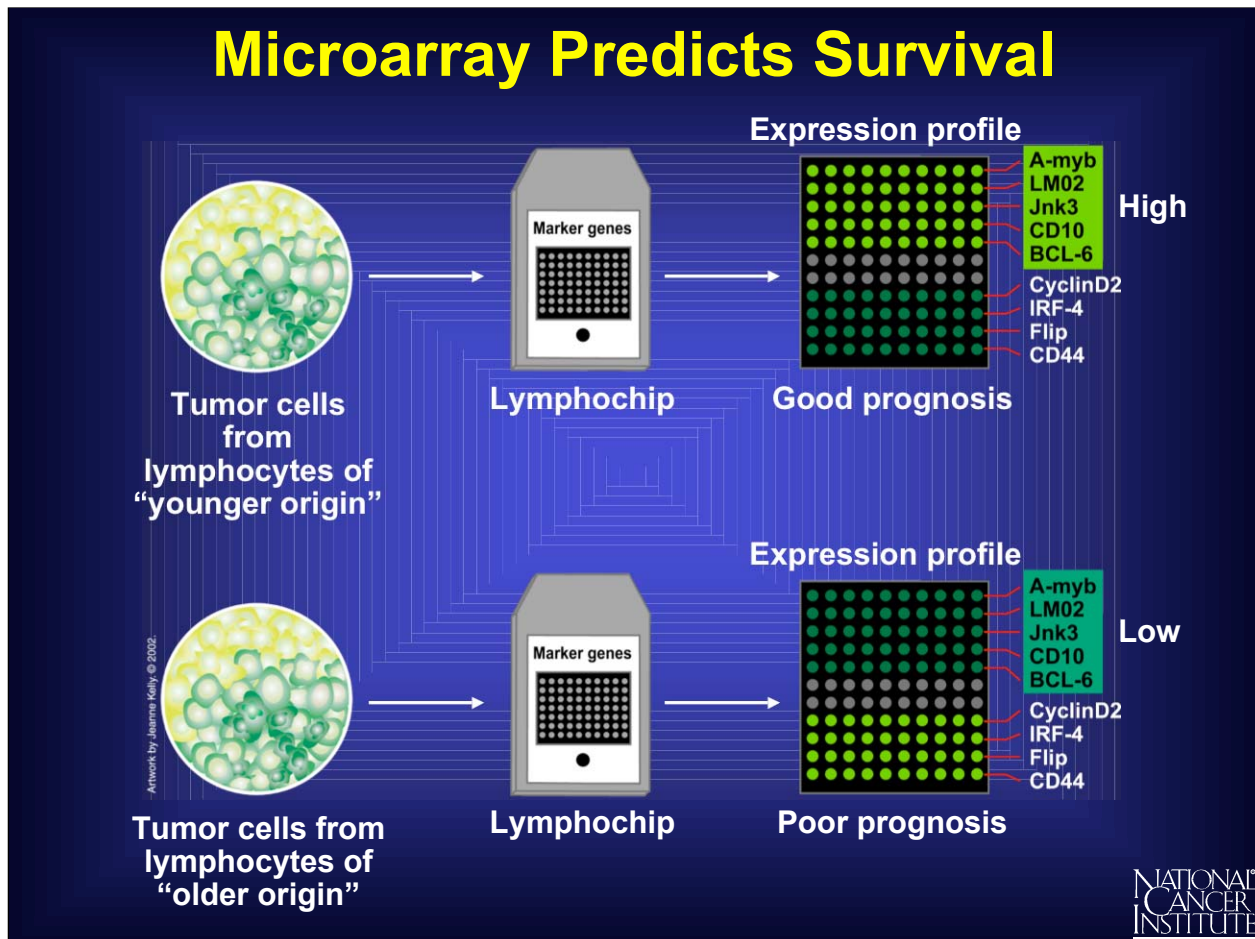 Microarray Predicts Survival
Expression profile
A-myb
LM02
Jnk3
CD10
BCL-6
High
CyclinD2
IRF-4
Flip
CD44
Marker genes
Tumor cells
from
lymphocytes of
“younger origin”
Lymphochip
Good prognosis
Expression profile
A-myb
LM02
Jnk3
CD10
BCL-6
Low
CyclinD2
IRF-4
Flip
CD44
Marker genes
Artwork by Jeanne Kelly. © 2002.
Tumor cells from
lymphocytes of
“older origin”
Lymphochip
Poor prognosis
NATIONAL
CANCER
INSTITUTE